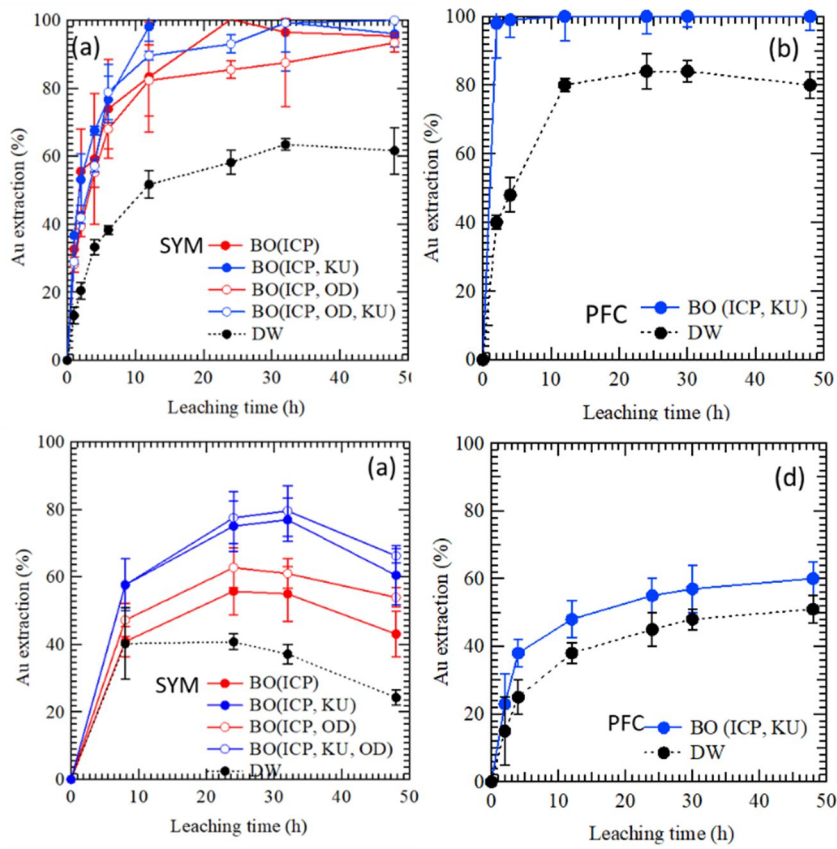 (a)
Au extraction (%)
100
80
60
40
20
0
SYM
BO(ICP)
BO(ICP, KU)
BO(ICP, OD)
BO(ICP, OD, KU)
DW
0 10 20 30 40 50
Leaching time (h)
(b)
Au extraction (%)
100
80
60
40
20
0
PFC
BO (ICP, KU)
DW
0 10 20 30 40 50
Leaching time (h)
(a)
Au extraction (%)
100
80
60
40
20
0
SYM
BO(ICP)
BO(ICP, KU)
BO(ICP, OD)
BO(ICP, KU, OD)
DW
0 10 20 30 40 50
Leaching time (h)
(d)
Au extraction (%)
100
80
60
40
20
0
PFC
BO (ICP, KU)
DW
0 10 20 30 40 50
Leaching time (h)